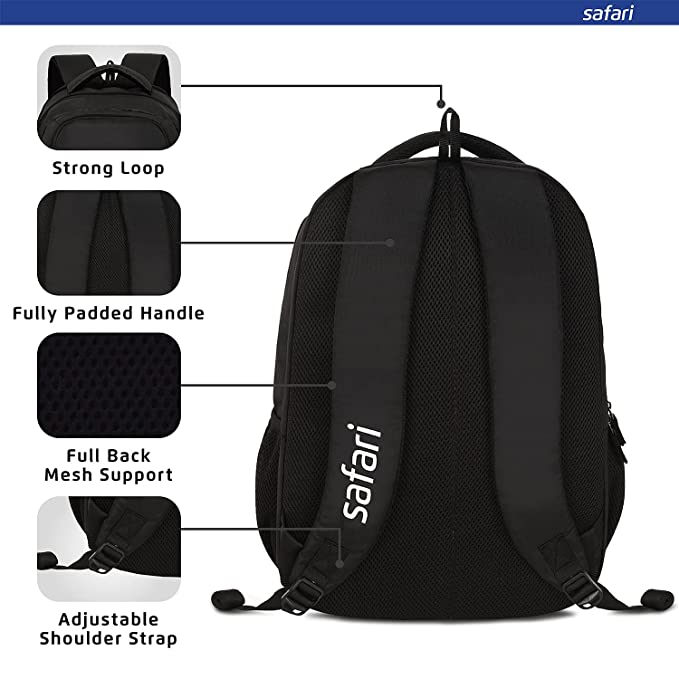 safari
Strong Loop
Fully Padded Handle
Full Back
Mesh Support
Adjustable
Shoulder Strap
safari